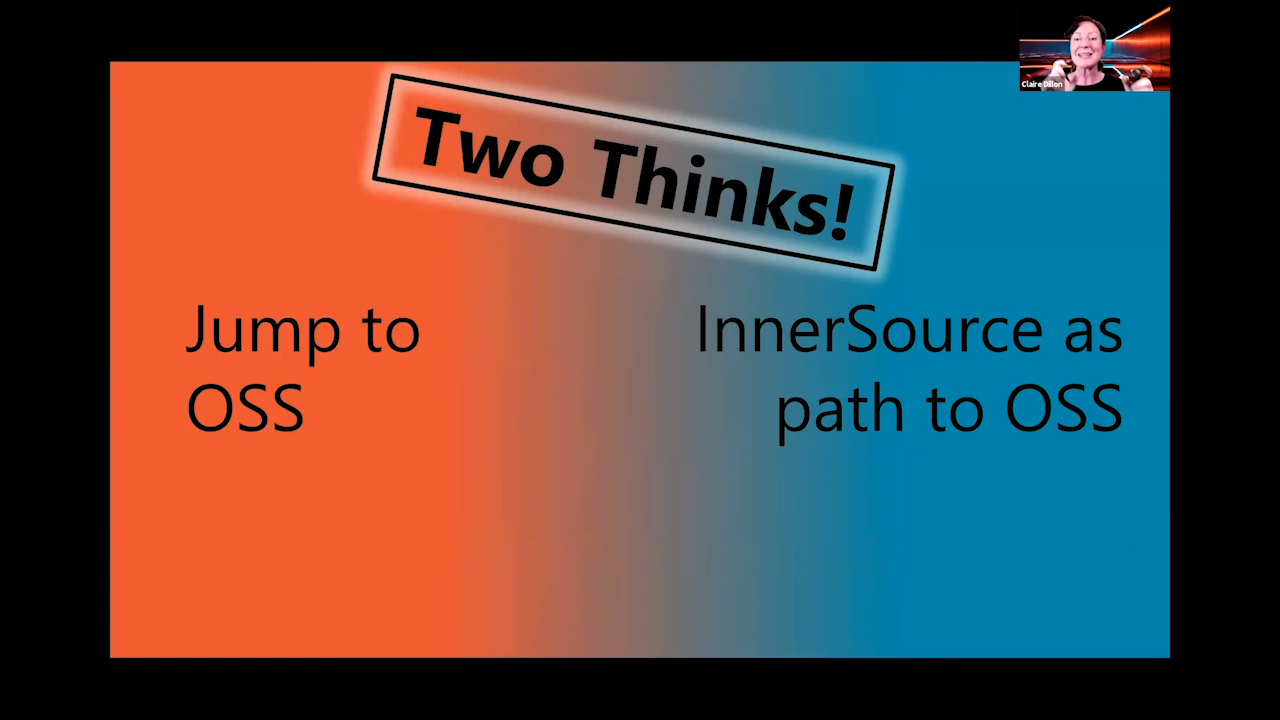 Claire Dillon
Two Thinks!
Jump to
OSS
InnerSource as
path to OSS